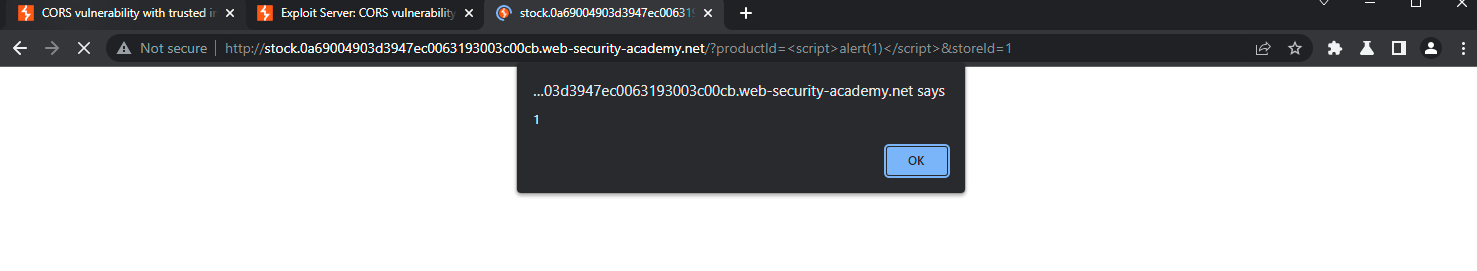 CORS vulnerability with trusted in
Exploit Server: CORS vulnerability
stock.0a69004903d3947ec006319
Not secure
http://stock.0a69004903d3947ec0063193003c00cb.web-security-academy.net/?productId=<script>alert(1)</script>&storeId=1
...03d3947ec0063193003c00cb.web-security-academy.net says
1
OK